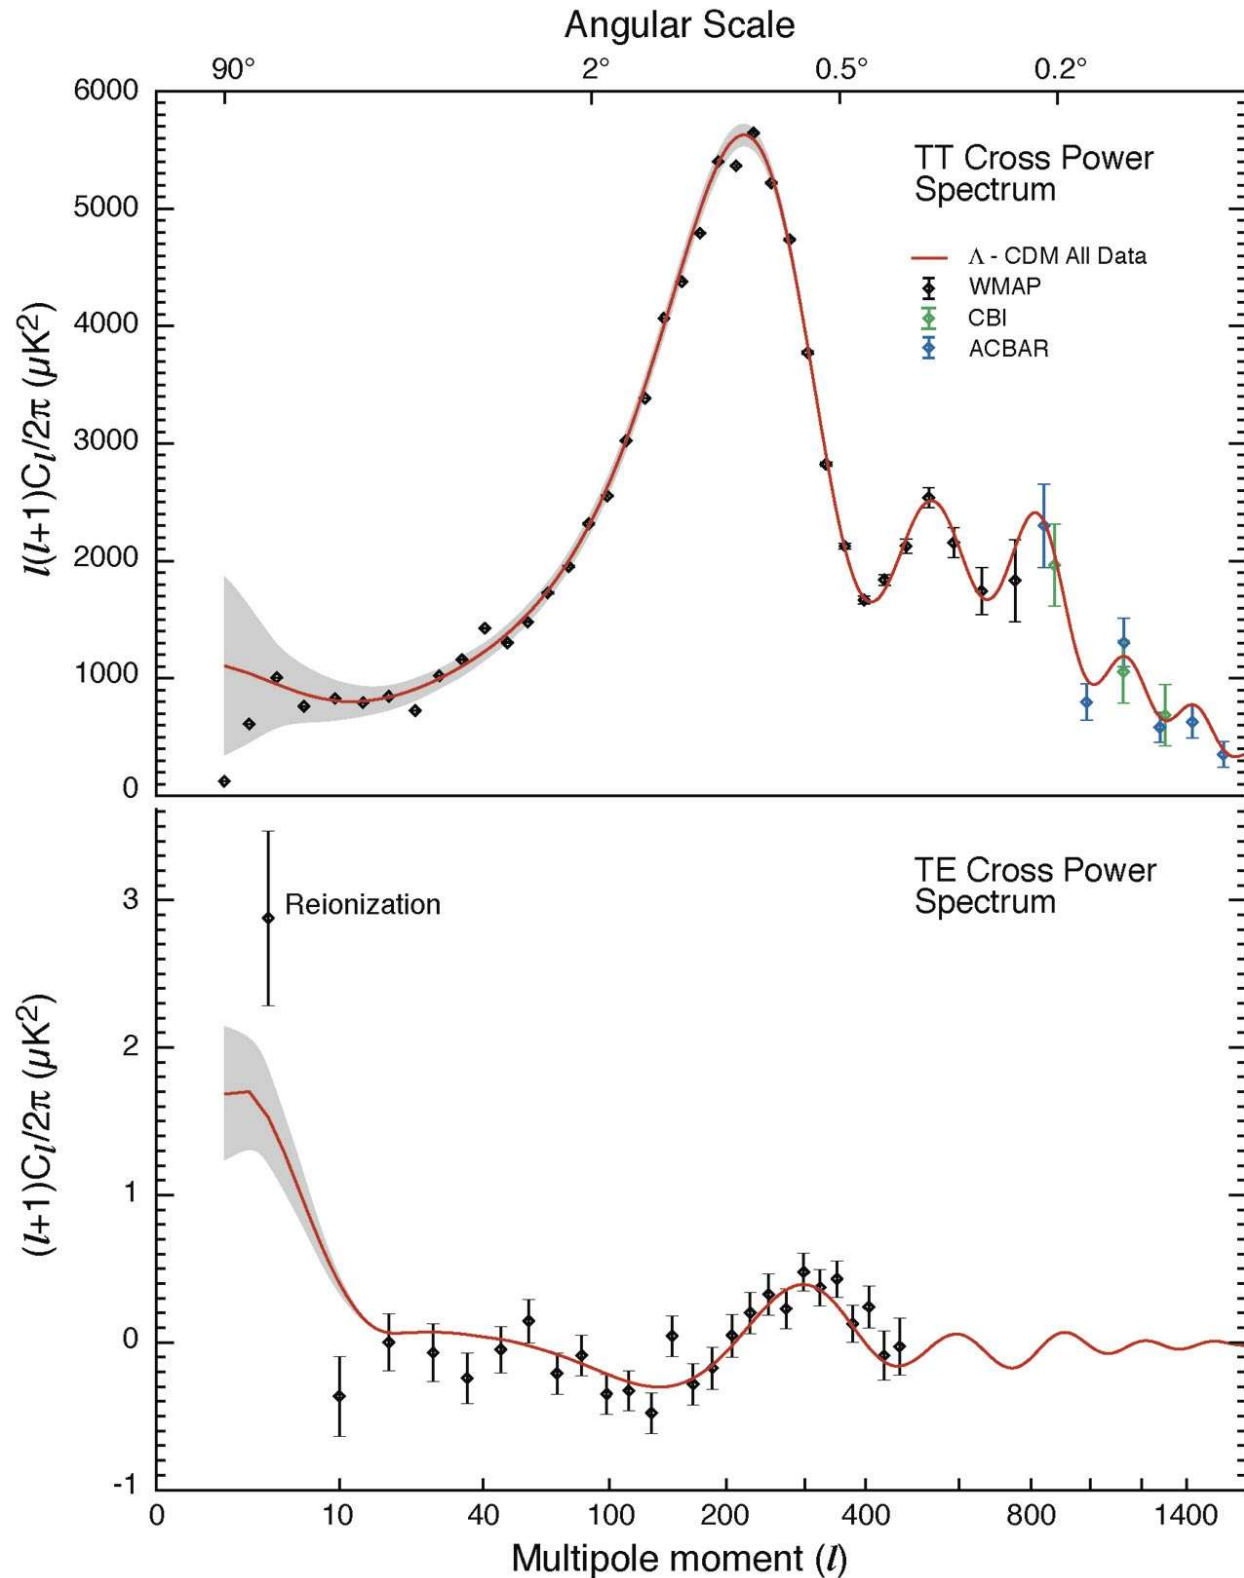 Angular Scale
90° 2° 0.5° 0.2°
6000
5000
4000
3000
2000
1000
0
l(l+1)Cl/2π (μK²)
TT Cross Power
Spectrum
Λ - CDM All Data
WMAP
CBI
ACBAR
3
2
1
0
-1
(l+1)Cl/2π (μK²)
Reionization
TE Cross Power
Spectrum
0 10 40 100 200 400 800 1400
Multipole moment (l)